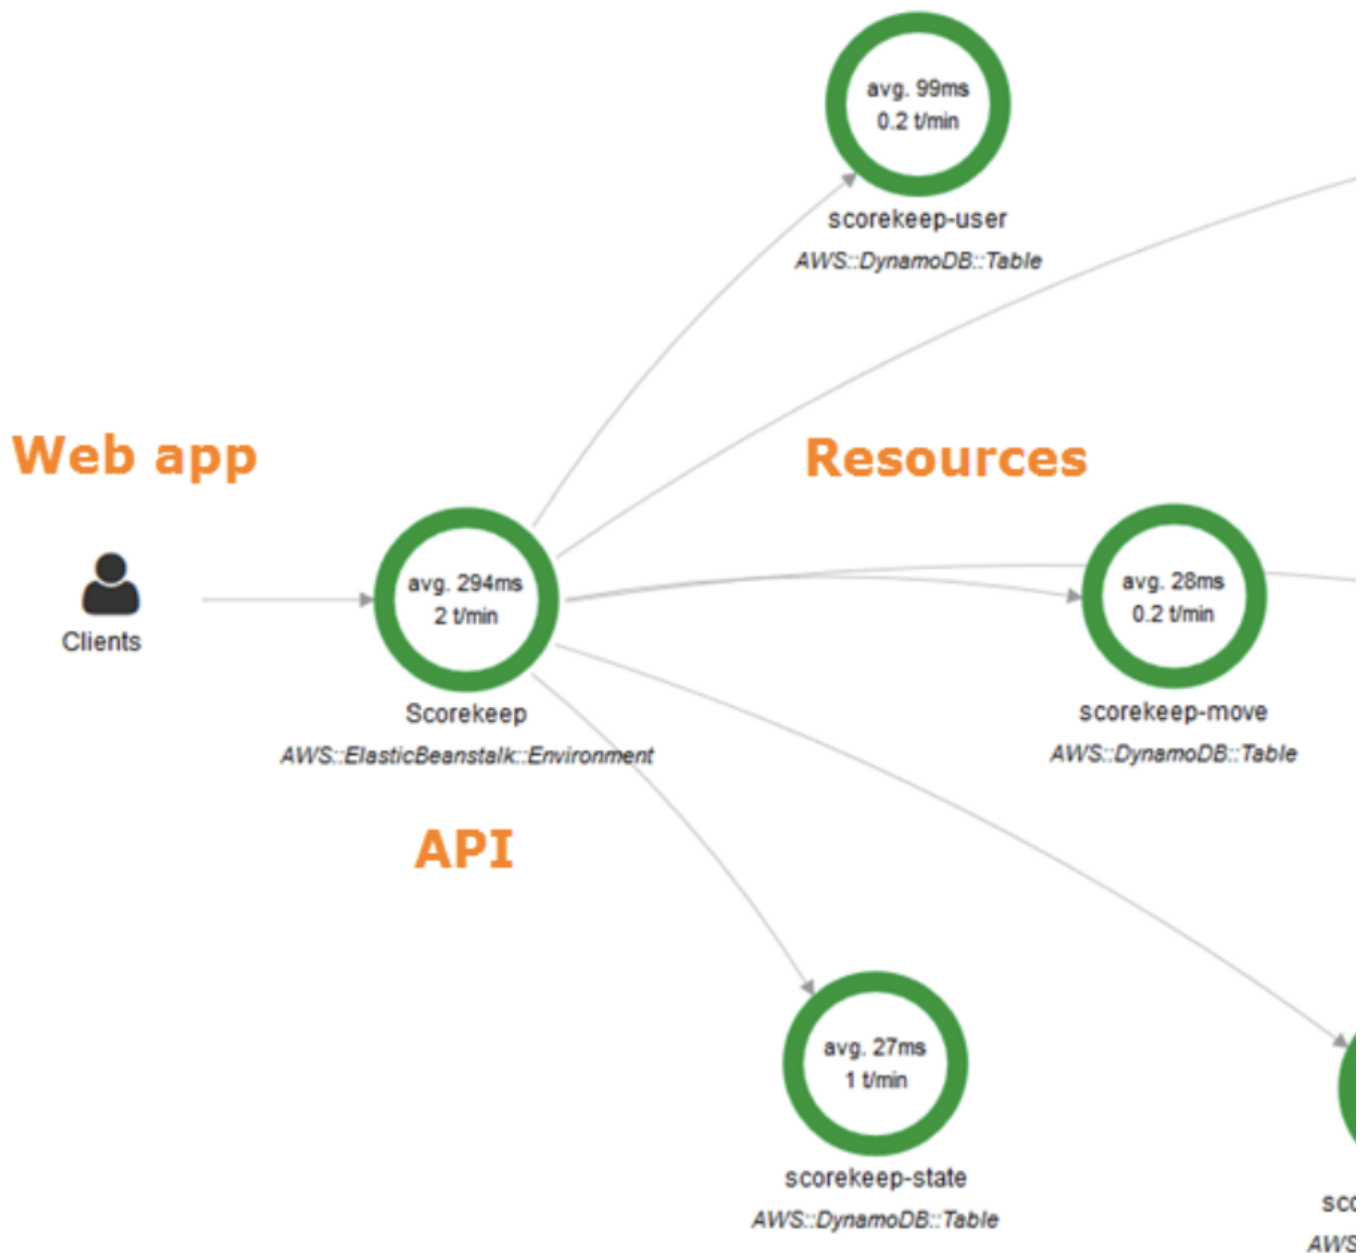 avg. 99ms
0.2 t/min
scorekeep-user
AWS::DynamoDB::Table
Web app
Resources
Clients
avg. 294ms
2 t/min
Scorekeep
AWS::ElasticBeanstalk::Environment
avg. 28ms
0.2 t/min
scorekeep-move
AWS::DynamoDB::Table
API
avg. 27ms
1 t/min
scorekeep-state
AWS::DynamoDB::Table
AWS